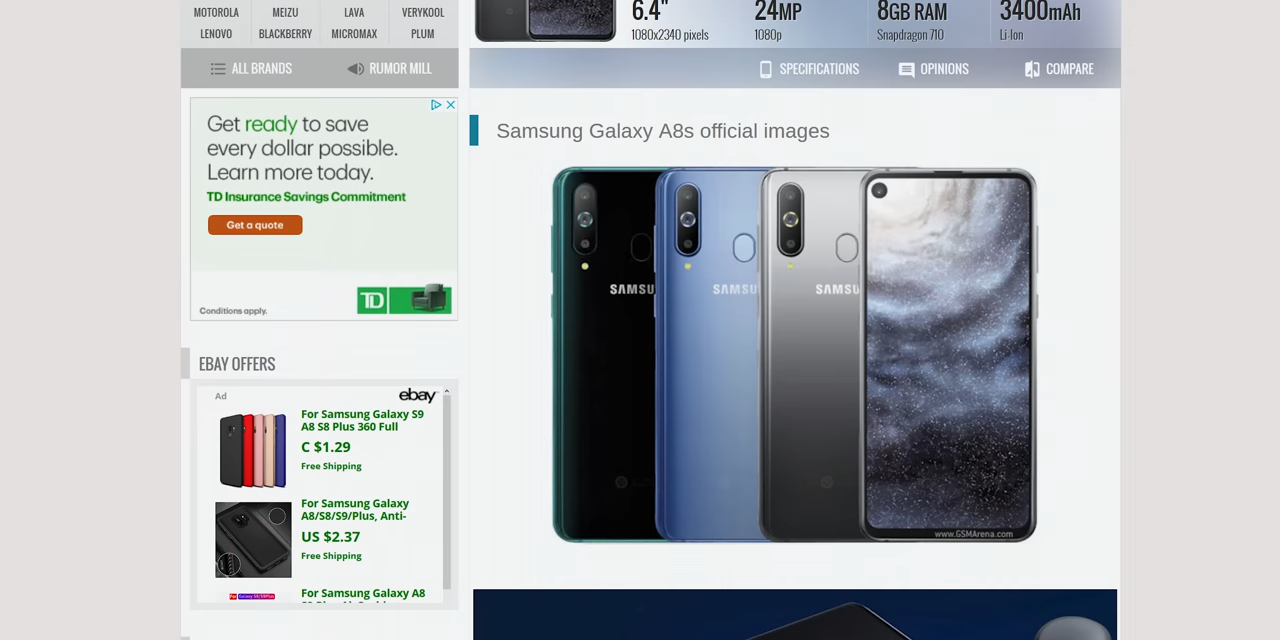 MOTOROLA MEIZU LAVA VERYKOOL
LENOVO BLACKBERRY MICROMAX PLUM
ALL BRANDS RUMOR MILL
6.4" 24MP 8GB RAM 3400mAh
1080x2340 pixels 1080p Snapdragon 710 Li-Ion
SPECIFICATIONS OPINIONS COMPARE
Get ready to save
every dollar possible.
Learn more today.
TD Insurance Savings Commitment
Get a quote
TD
Conditions apply.
EBAY OFFERS
Ad ebay
For Samsung Galaxy S9
A8 S8 Plus 360 Full
C $1.29
Free Shipping
For Samsung Galaxy
A8/S8/S9/Plus, Anti-
US $2.37
Free Shipping
For Samsung Galaxy A8
Samsung Galaxy A8s official images
SAMSU
SAMSU
SAMSU
www.GSMArena.com